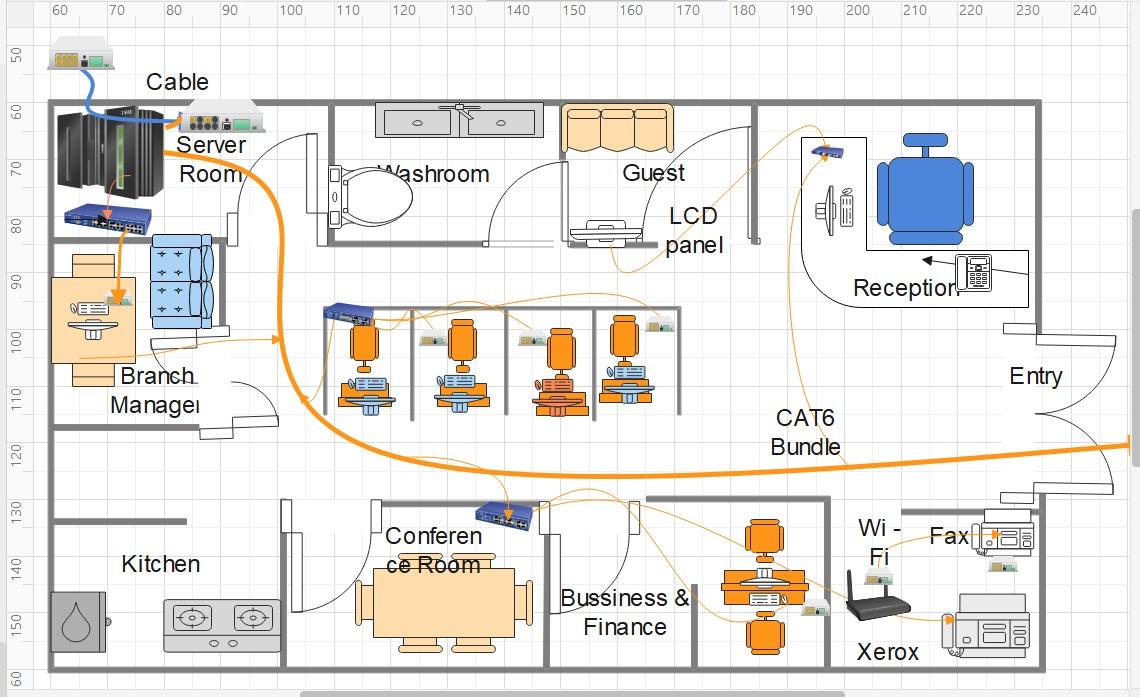 60 70 80 90 100 110 120 130 140 150 160 170 180 190 200 210 220 230 240
50
60
70
80
90
100
110
120
130
140
150
60
Cable
Server
Room
Washroom
Guest
LCD
panel
Reception
Branch
Manager
Entry
CAT6
Bundle
Kitchen
Conferen
ce Room
Bussiness &
Finance
Wi -
Fi
Fax
Xerox